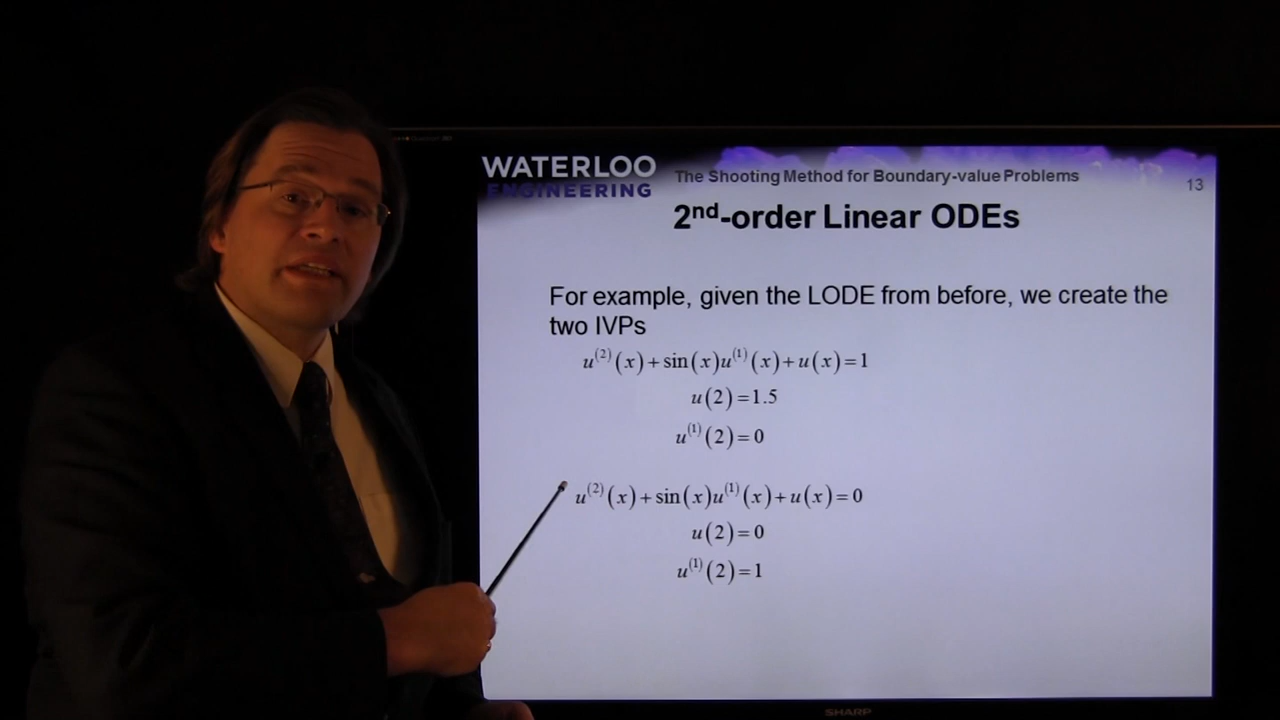 WATERLOO
ENGINEERING
The Shooting Method for Boundary-value Problems
13
2nd-order Linear ODEs
For example, given the LODE from before, we create the
two IVPs
u⁽²⁾(x)+sin(x)u⁽¹⁾(x)+u(x)=1
u(2)=1.5
u⁽¹⁾(2)=0
u⁽²⁾(x)+sin(x)u⁽¹⁾(x)+u(x)=0
u(2)=0
u⁽¹⁾(2)=1
SHARP